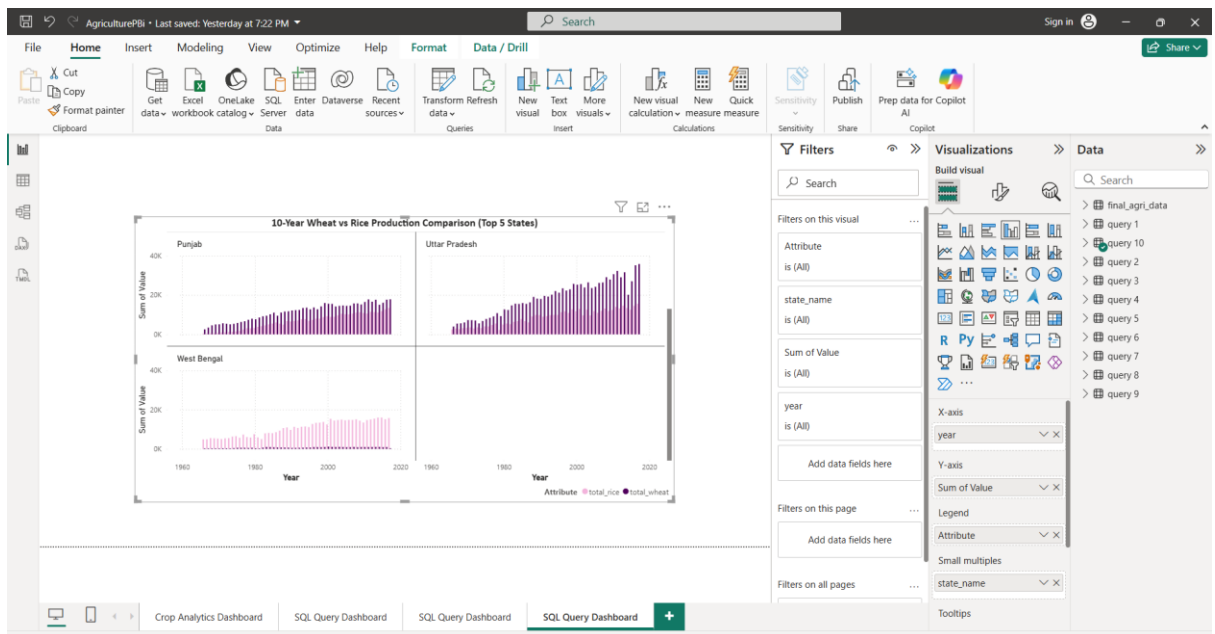 AgriculturePBi • Last saved: Yesterday at 7:22 PM
Search
Sign in
File Home Insert Modeling View Optimize Help Format Data / Drill
Share
Paste
Cut
Copy
Format painter
Clipboard
Get data
Excel workbook
OneLake catalog
SQL Server
Enter data
Dataverse
Recent sources
Data
Transform data
Refresh
Queries
New visual
Text box
More visuals
Insert
New visual calculation
New measure
Quick measure
Calculations
Sensitivity
Sensitivity
Publish
Share
Prep data for AI
Copilot
Copilot
10-Year Wheat vs Rice Production Comparison (Top 5 States)
Punjab
Uttar Pradesh
40K
20K
0K
Sum of Value
West Bengal
40K
20K
0K
Sum of Value
1960 1980 2000 2020 1960 1980 2000 2020
Year Year
Attribute total_rice total_wheat
Filters
Search
Filters on this visual ...
Attribute
is (All)
state_name
is (All)
Sum of Value
is (All)
year
is (All)
Add data fields here
Filters on this page ...
Add data fields here
Filters on all pages ...
Visualizations
Build visual
123
R Py
...
X-axis
year
Y-axis
Sum of Value
Legend
Attribute
Small multiples
state_name
Tooltips
Data
Search
final_agri_data
query 1
query 10
query 2
query 3
query 4
query 5
query 6
query 7
query 8
query 9
Crop Analytics Dashboard SQL Query Dashboard SQL Query Dashboard SQL Query Dashboard